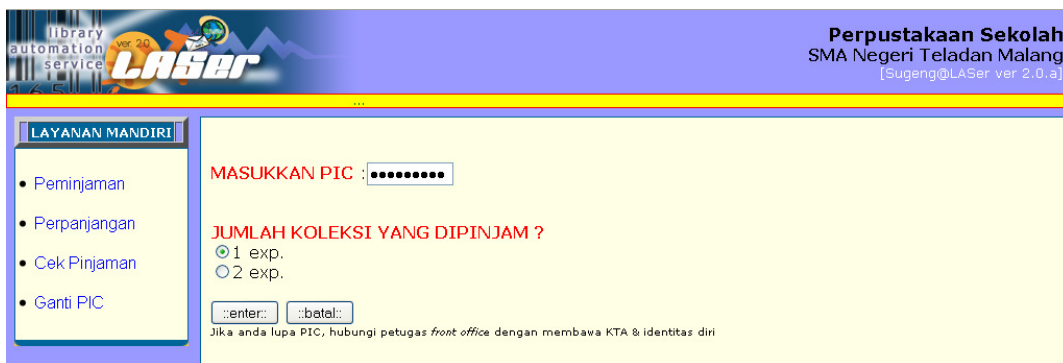 library
automation
service
ver. 2.0
LASer
Perpustakaan Sekolah
SMA Negeri Teladan Malang
[Sugeng@LASer ver 2.0.a]
...
LAYANAN MANDIRI
Peminjaman
Perpanjangan
Cek Pinjaman
Ganti PIC
MASUKKAN PIC : •••••••••
JUMLAH KOLEKSI YANG DIPINJAM ?
1 exp.
2 exp.
::enter:: ::batal::
Jika anda lupa PIC, hubungi petugas front office dengan membawa KTA & identitas diri